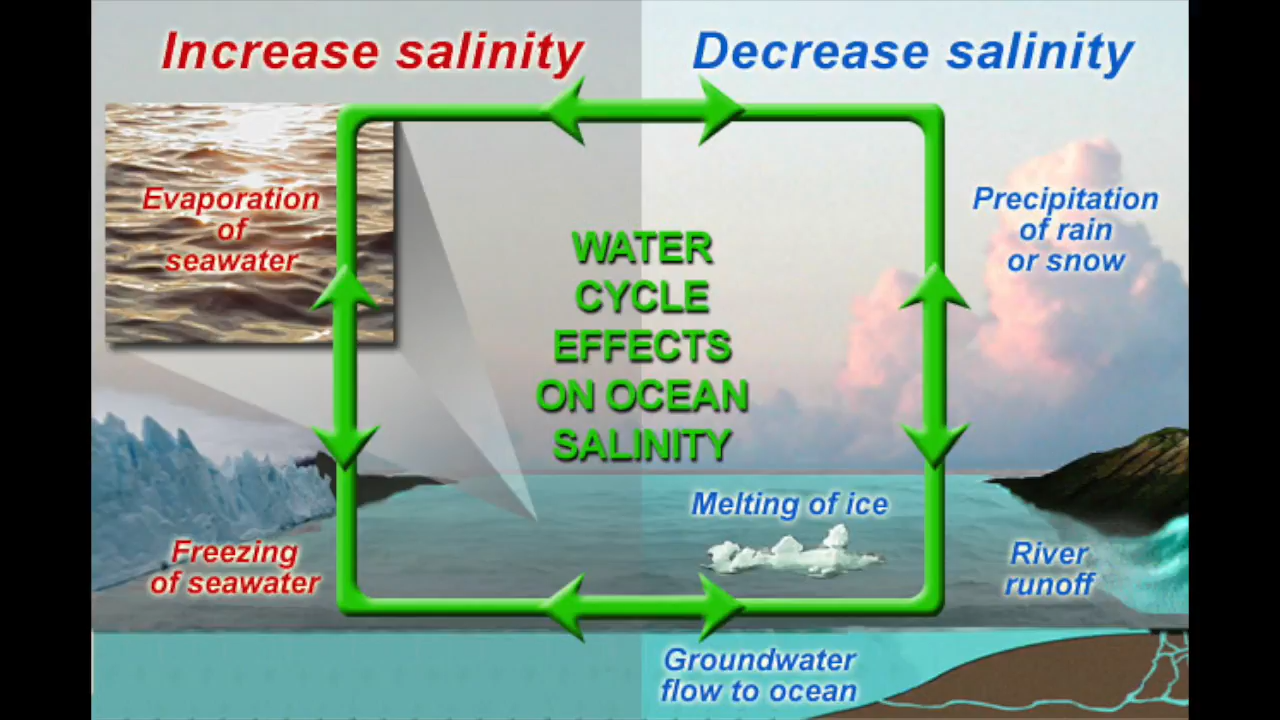 Increase salinity
Decrease salinity
Evaporation
of
seawater
Precipitation
of rain
or snow
WATER
CYCLE
EFFECTS
ON OCEAN
SALINITY
Melting of ice
Freezing
of seawater
River
runoff
Groundwater
flow to ocean